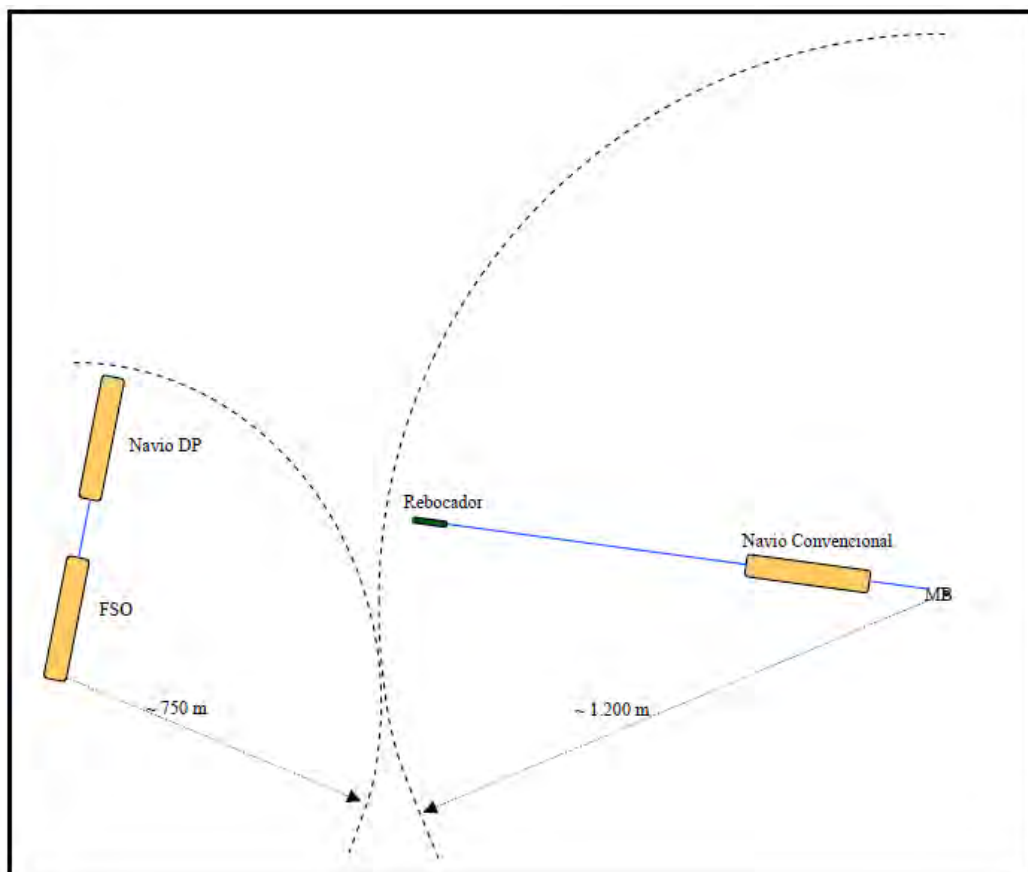 Navio DP
Rebocador
Navio Convencional
MB
FSO
~ 750 m
~ 1.200 m